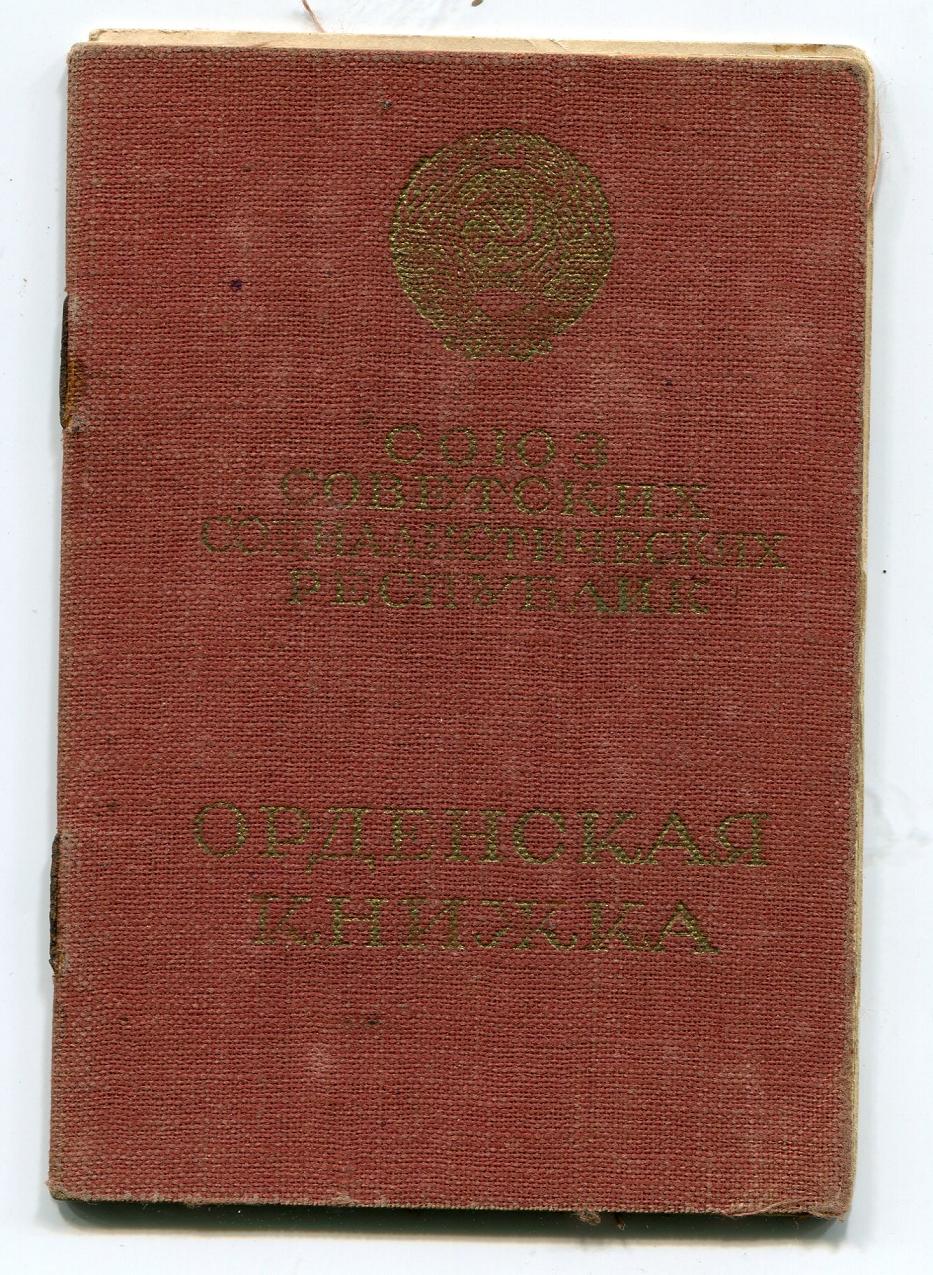 СОЮЗ
СОВЕТСКИХ
СОЦИАЛИСТИЧЕСКИХ
РЕСПУБЛИК
ОРДЕНСКАЯ
КНИЖКА